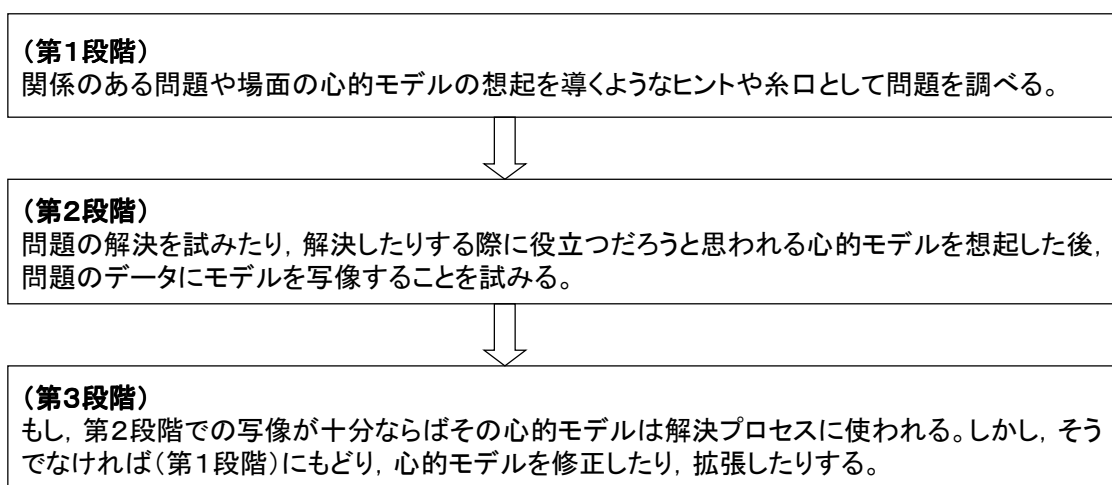 （第１段階）
関係のある問題や場面の心的モデルの想起を導くようなヒントや糸口として問題を調べる。
（第２段階）
問題の解決を試みたり，解決したりする際に役立つだろうと思われる心的モデルを想起した後，
問題のデータにモデルを写像することを試みる。
（第３段階）
もし，第２段階での写像が十分ならばその心的モデルは解決プロセスに使われる。しかし，そう
でなければ（第１段階）にもどり，心的モデルを修正したり，拡張したりする。